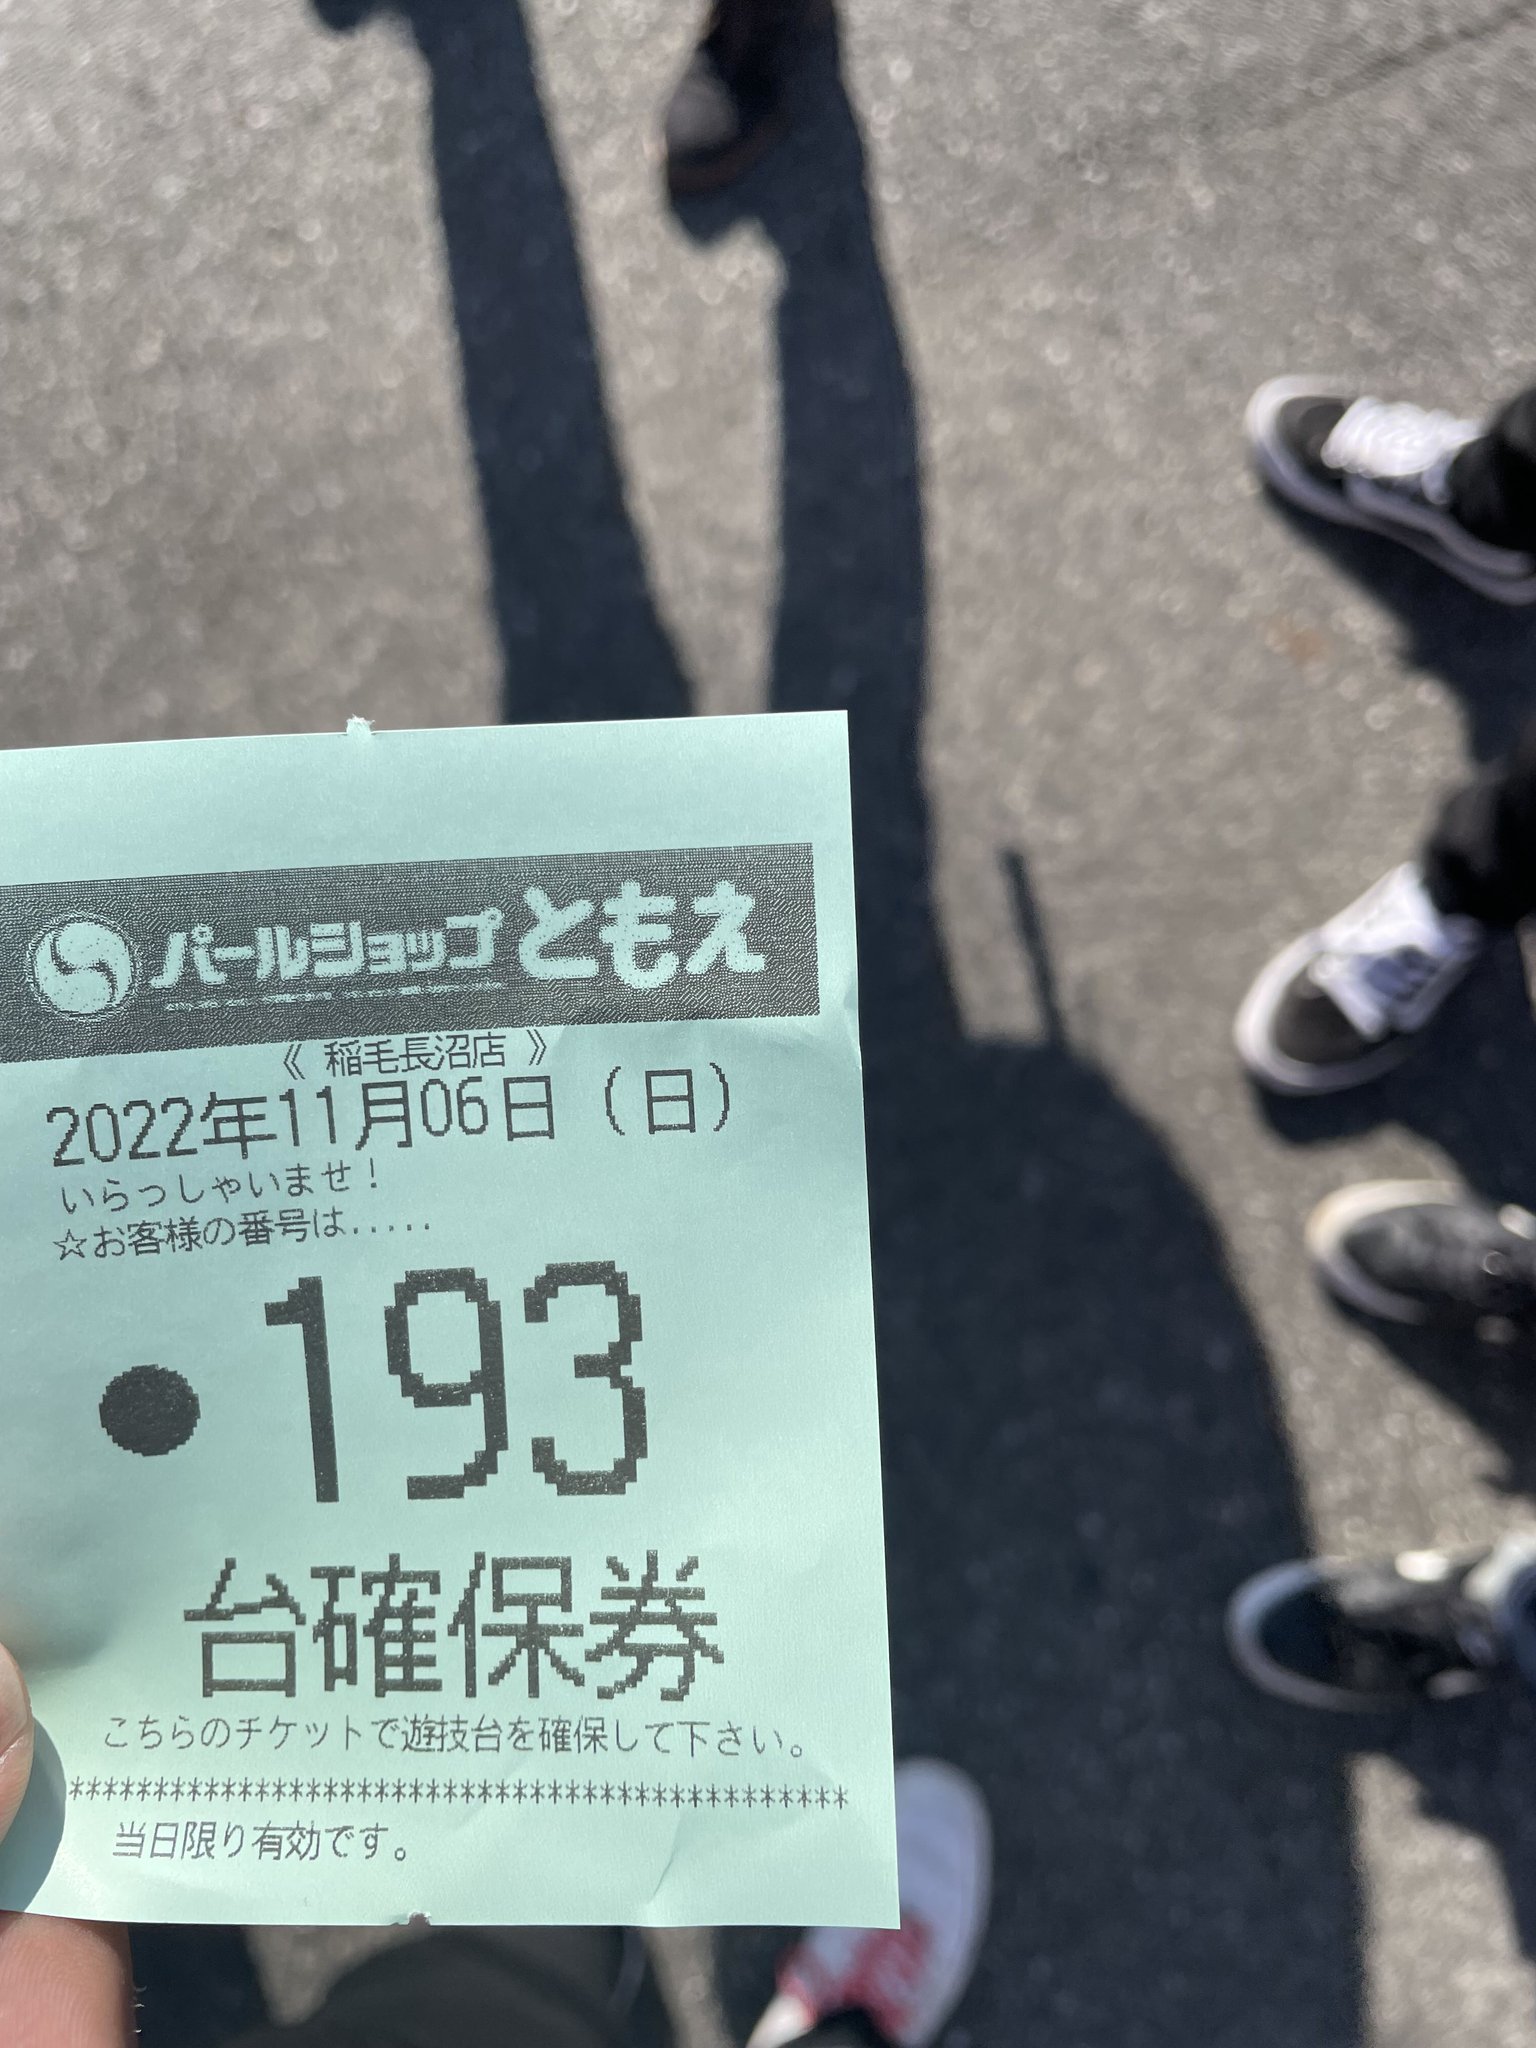 パールショップ ともえ
《 稲毛長沼店 》
2022年11月06日（日）
いらっしゃいませ！
☆お客様の番号は.....
●193
台確保券
こちらのチケットで遊技台を確保して下さい。
**********************************************
当日限り有効です。